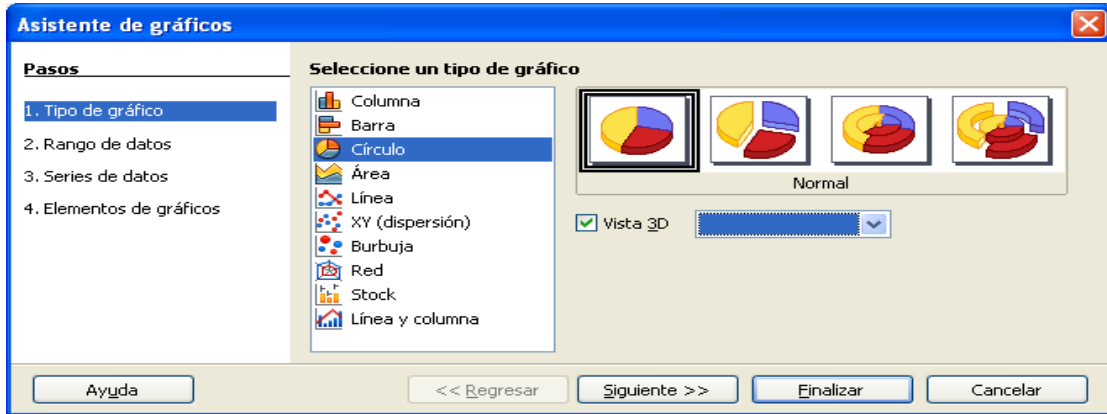 Asistente de gráficos
Pasos
1. Tipo de gráfico
2. Rango de datos
3. Series de datos
4. Elementos de gráficos
Seleccione un tipo de gráfico
Columna
Barra
Círculo
Área
Línea
XY (dispersión)
Burbuja
Red
Stock
Línea y columna
Normal
Vista 3D
Ayuda
<< Regresar
Siguiente >>
Finalizar
Cancelar